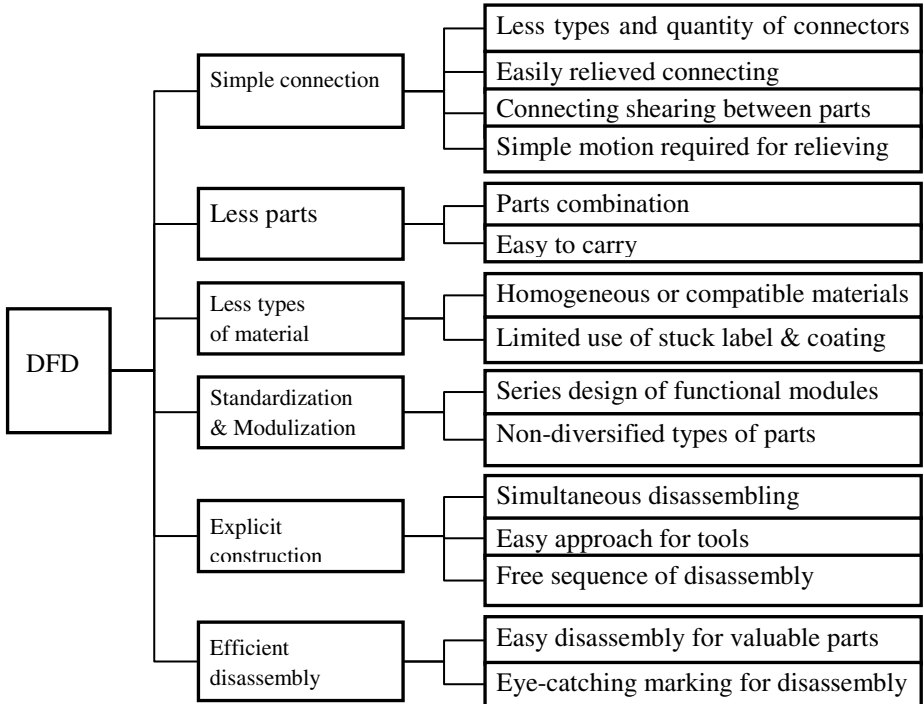 DFD
Simple connection
Less types and quantity of connectors
Easily relieved connecting
Connecting shearing between parts
Simple motion required for relieving
Less parts
Parts combination
Easy to carry
Less types
of material
Homogeneous or compatible materials
Limited use of stuck label & coating
Standardization
& Modulization
Series design of functional modules
Non-diversified types of parts
Explicit
construction
Simultaneous disassembling
Easy approach for tools
Free sequence of disassembly
Efficient
disassembly
Easy disassembly for valuable parts
Eye-catching marking for disassembly